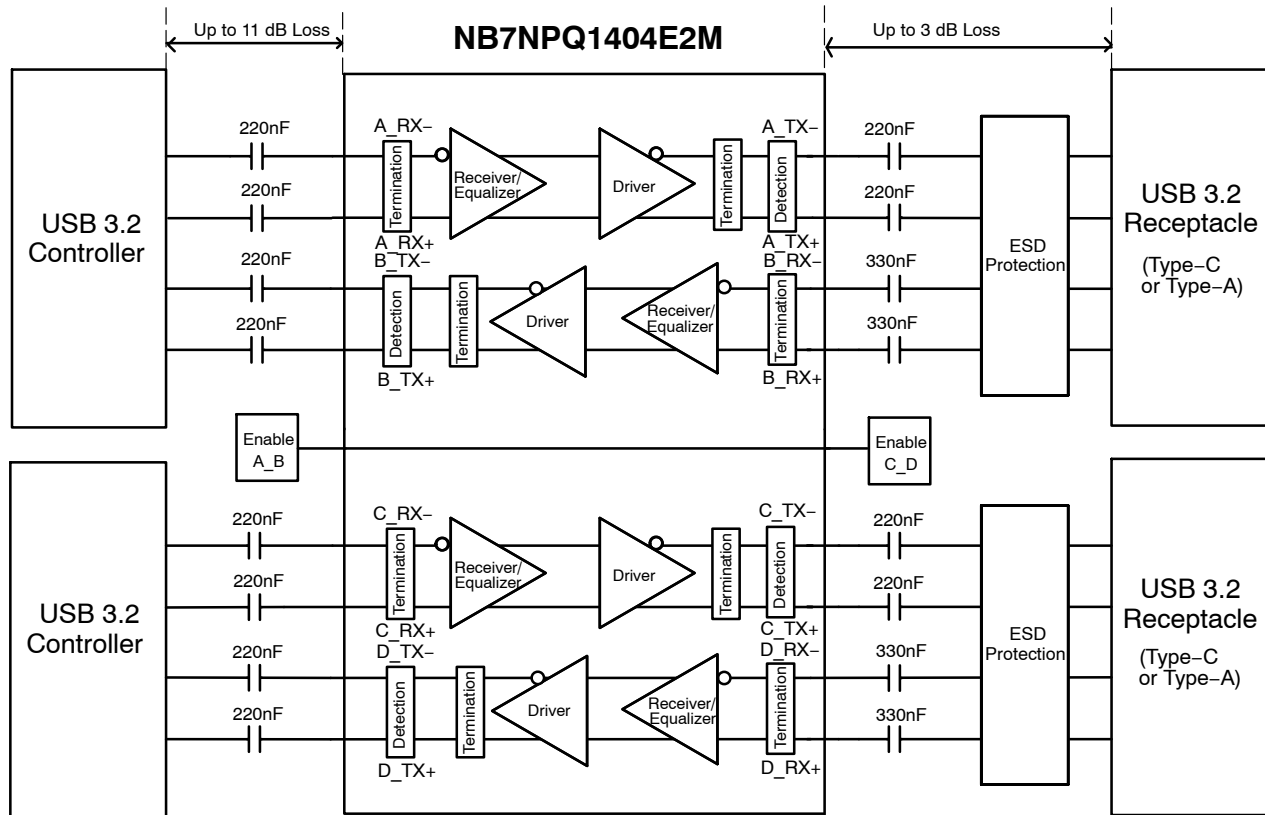 Up to 11 dB Loss
NB7NPQ1404E2M
Up to 3 dB Loss
USB 3.2
Controller
220nF
220nF
220nF
220nF
A_RX−
Termination
A_RX+
Receiver/
Equalizer
Driver
Termination
A_TX−
Detection
A_TX+
B_TX−
Detection
B_TX+
Termination
Driver
Receiver/
Equalizer
B_RX−
Termination
B_RX+
220nF
220nF
330nF
330nF
ESD
Protection
USB 3.2
Receptacle
(Type−C
or Type−A)
Enable
A_B
Enable
C_D
USB 3.2
Controller
220nF
220nF
220nF
220nF
C_RX−
Termination
C_RX+
Receiver/
Equalizer
Driver
Termination
C_TX−
Detection
C_TX+
D_TX−
Detection
D_TX+
Termination
Driver
Receiver/
Equalizer
D_RX−
Termination
D_RX+
220nF
220nF
330nF
330nF
ESD
Protection
USB 3.2
Receptacle
(Type−C
or Type−A)